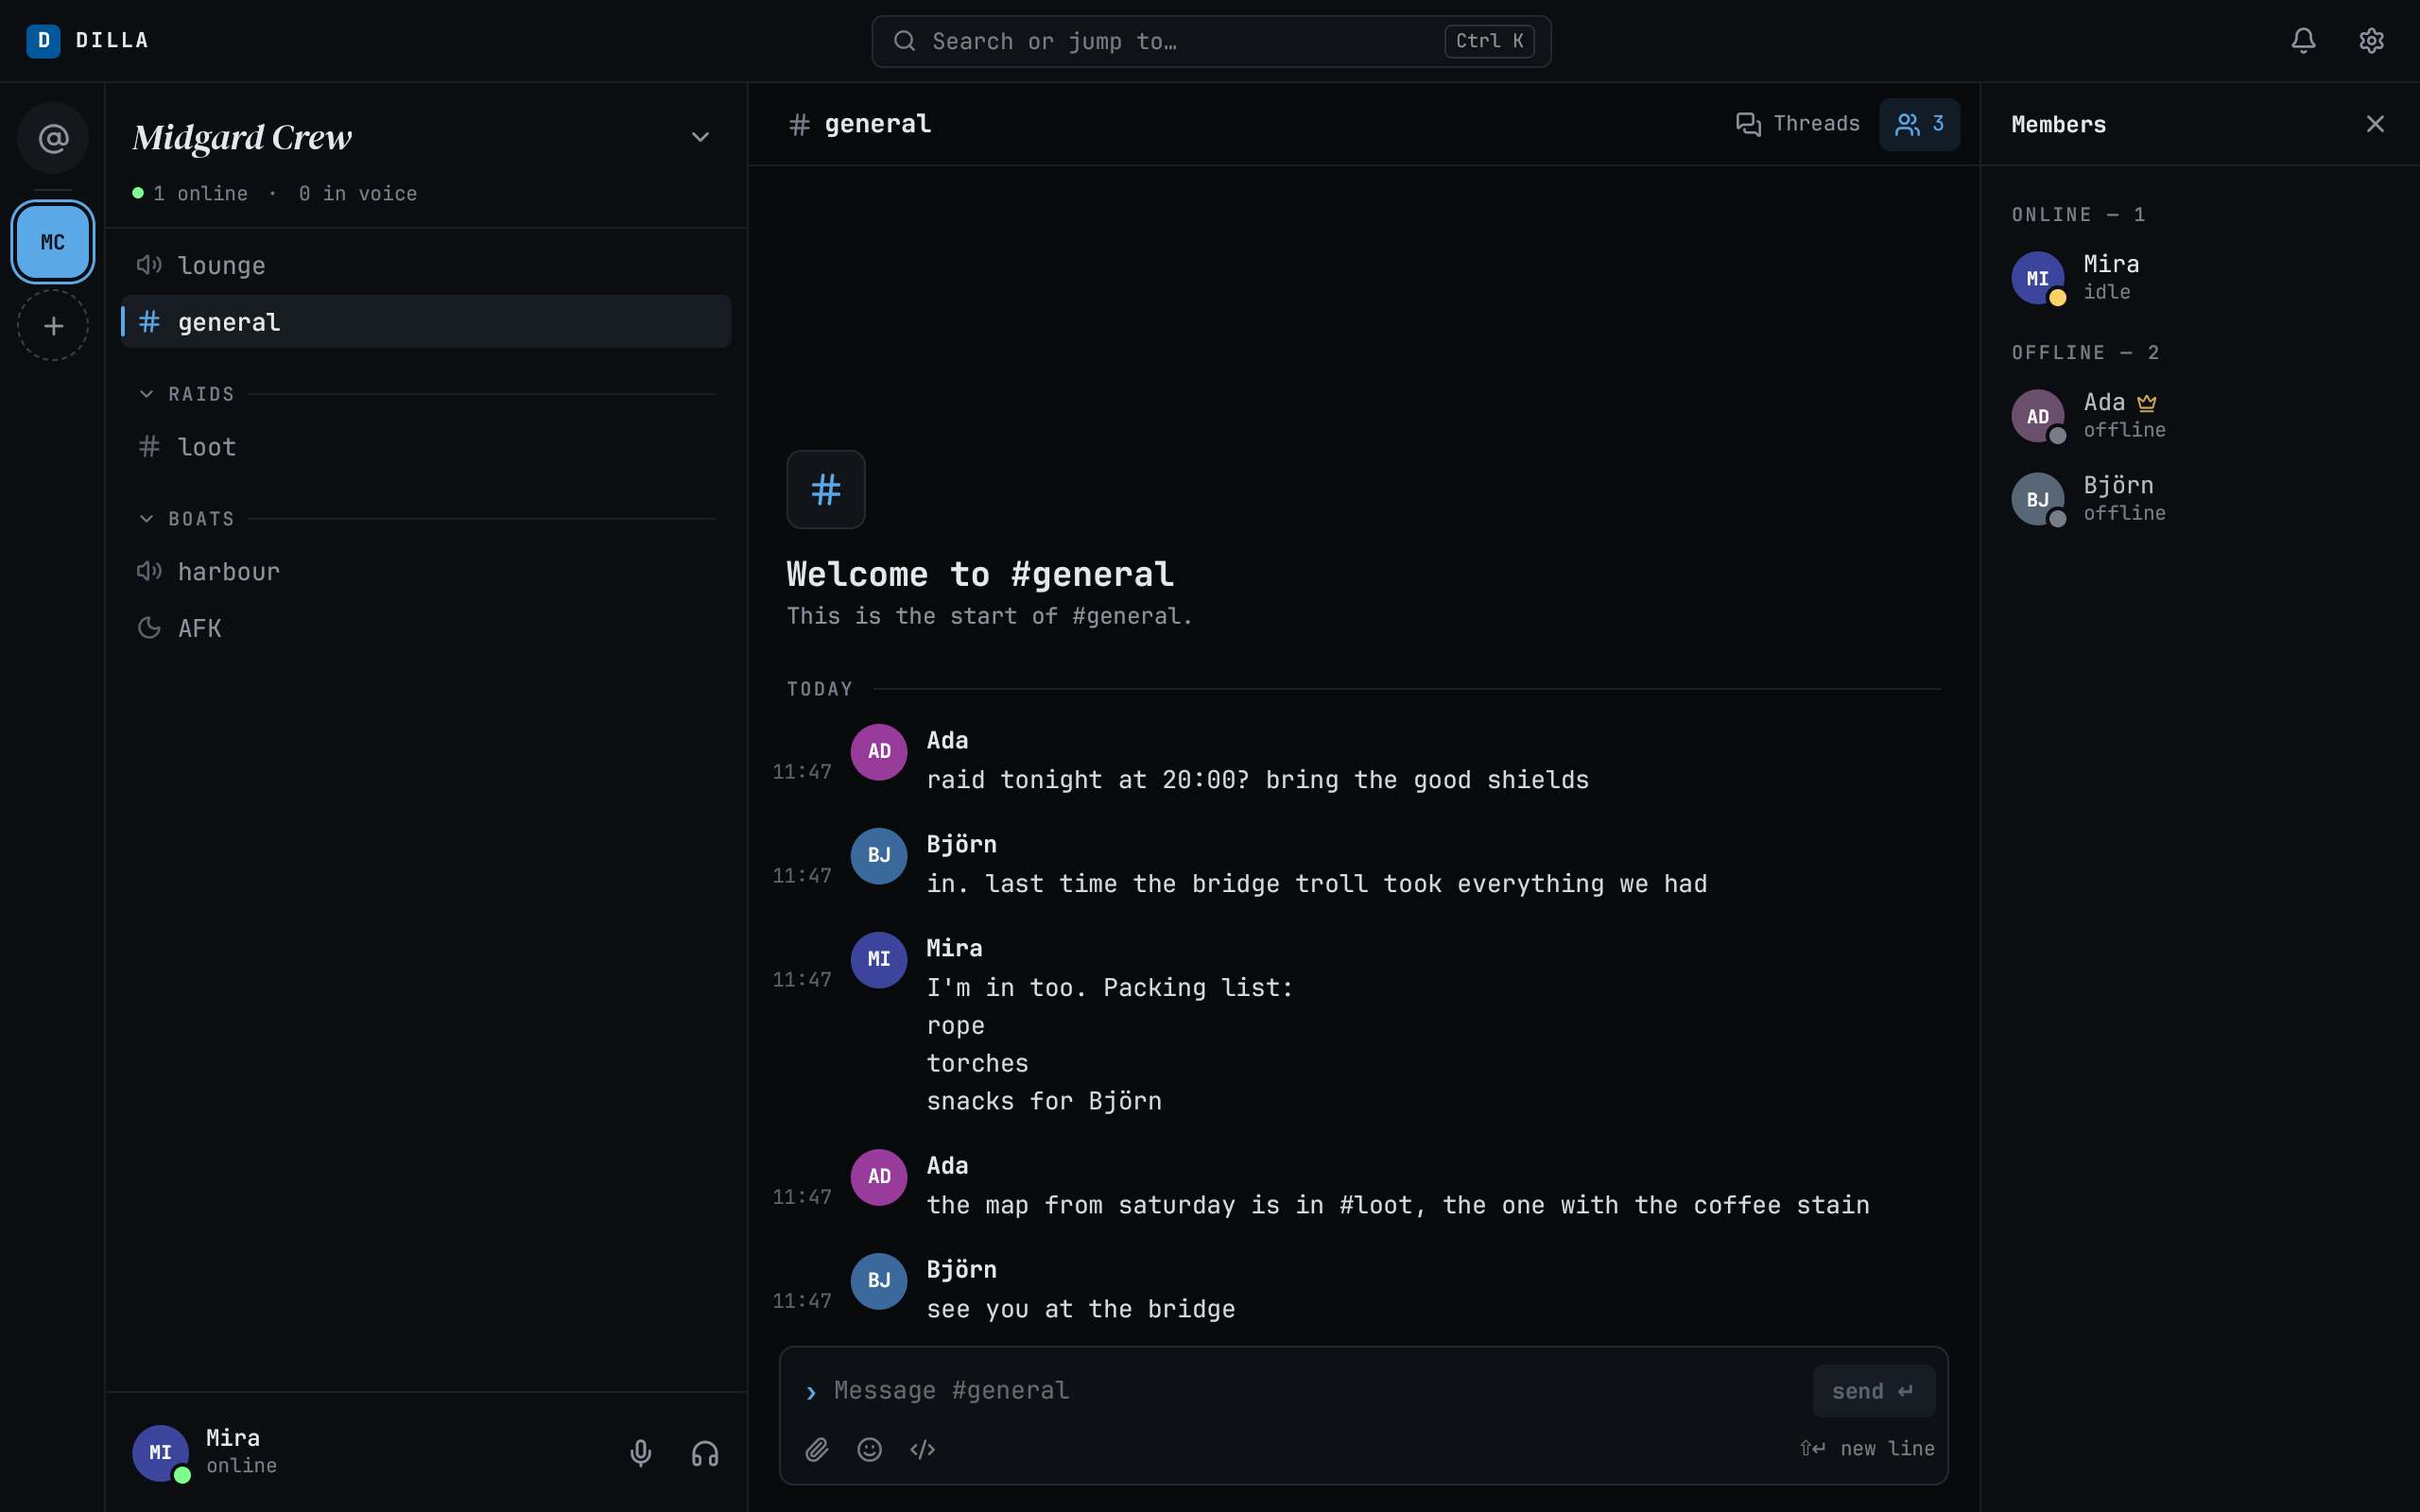 D DILLA
Search or jump to…
Ctrl K
@
MC
Midgard Crew
1 online · 0 in voice
lounge
# general
RAIDS
# loot
BOATS
harbour
AFK
MI
Mira
online
# general
Threads
3
#
Welcome to #general
This is the start of #general.
TODAY
AD
Ada
11:47
raid tonight at 20:00? bring the good shields
BJ
Björn
11:47
in. last time the bridge troll took everything we had
MI
Mira
11:47
I'm in too. Packing list:
rope
torches
snacks for Björn
AD
Ada
11:47
the map from saturday is in #loot, the one with the coffee stain
BJ
Björn
11:47
see you at the bridge
› Message #general
send ↵
⇧↵ new line
Members
ONLINE — 1
MI
Mira
idle
OFFLINE — 2
AD
Ada
offline
BJ
Björn
offline